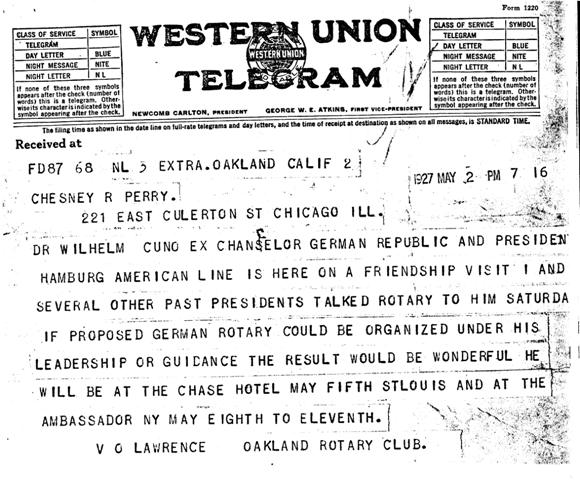 Form 1220
CLASS OF SERVICE SYMBOL
TELEGRAM
DAY LETTER BLUE
NIGHT MESSAGE NITE
NIGHT LETTER N L
If none of these three symbols
appears after the check (number of
words) this is a telegram. Other-
wise its character is indicated by the
symbol appearing after the check.
WESTERN UNION
WESTERN UNION
TELEGRAM
NEWCOMB CARLTON, PRESIDENT GEORGE W. E. ATKINS, FIRST VICE-PRESIDENT
CLASS OF SERVICE SYMBOL
TELEGRAM
DAY LETTER BLUE
NIGHT MESSAGE NITE
NIGHT LETTER N L
If none of these three symbols
appears after the check (number of
words) this is a telegram. Other-
wise its character is indicated by the
symbol appearing after the check.
The filing time as shown in the date line on full-rate telegrams and day letters, and the time of receipt at destination as shown on all messages, is STANDARD TIME.
Received at
FD87 68 NL 5 EXTRA.OAKLAND CALIF 2
1927 MAY 2 PM 7 16
CHESNEY R PERRY.
221 EAST CULERTON ST CHICAGO ILL.
DR WILHELM CUNO EX CHANSELOR GERMAN REPUBLIC AND PRESIDEN
HAMBURG AMERICAN LINE IS HERE ON A FRIENDSHIP VISIT I AND
SEVERAL OTHER PAST PRESIDENTS TALKED ROTARY TO HIM SATURDA
IF PROPOSED GERMAN ROTARY COULD BE ORGANIZED UNDER HIS
LEADERSHIP OR GUIDANCE THE RESULT WOULD BE WONDERFUL HE
WILL BE AT THE CHASE HOTEL MAY FIFTH STLOUIS AND AT THE
AMBASSADOR NY MAY EIGHTH TO ELEVENTH.
V O LAWRENCE OAKLAND ROTARY CLUB.